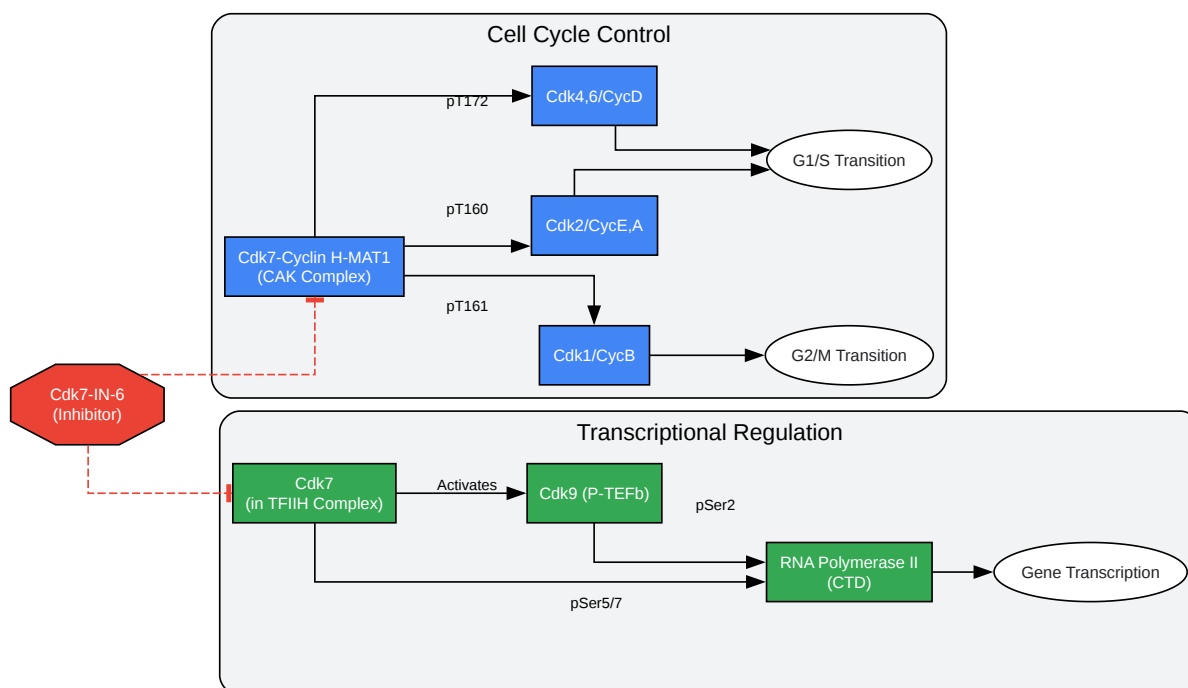 Cell Cycle Control
pT172
Cdk4,6/CycD
G1/S Transition
pT160
Cdk2/CycE,A
Cdk7-Cyclin H-MAT1
(CAK Complex)
pT161
Cdk1/CycB
G2/M Transition
Cdk7-IN-6
(Inhibitor)
Transcriptional Regulation
Cdk7
(in TFIIH Complex)
Activates
Cdk9 (P-TEFb)
pSer2
RNA Polymerase II
(CTD)
Gene Transcription
pSer5/7